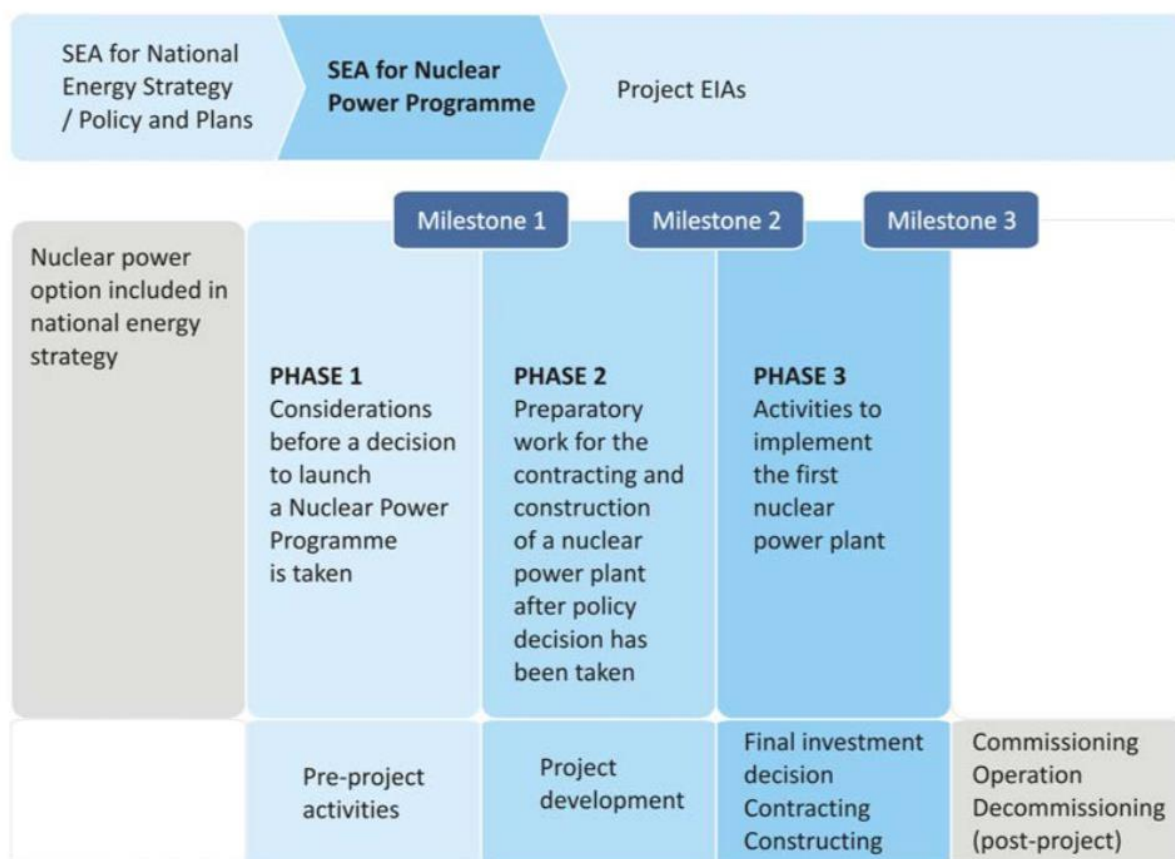 SEA for National
Energy Strategy
/ Policy and Plans
SEA for Nuclear
Power Programme
Project EIAs
Milestone 1
Milestone 2
Milestone 3
Nuclear power
option included in
national energy
strategy
PHASE 1
Considerations
before a decision
to launch
a Nuclear Power
Programme
is taken
PHASE 2
Preparatory
work for the
contracting and
construction
of a nuclear
power plant
after policy
decision has
been taken
PHASE 3
Activities to
implement
the first
nuclear
power plant
Pre-project
activities
Project
development
Final investment
decision
Contracting
Constructing
Commissioning
Operation
Decommissioning
(post-project)